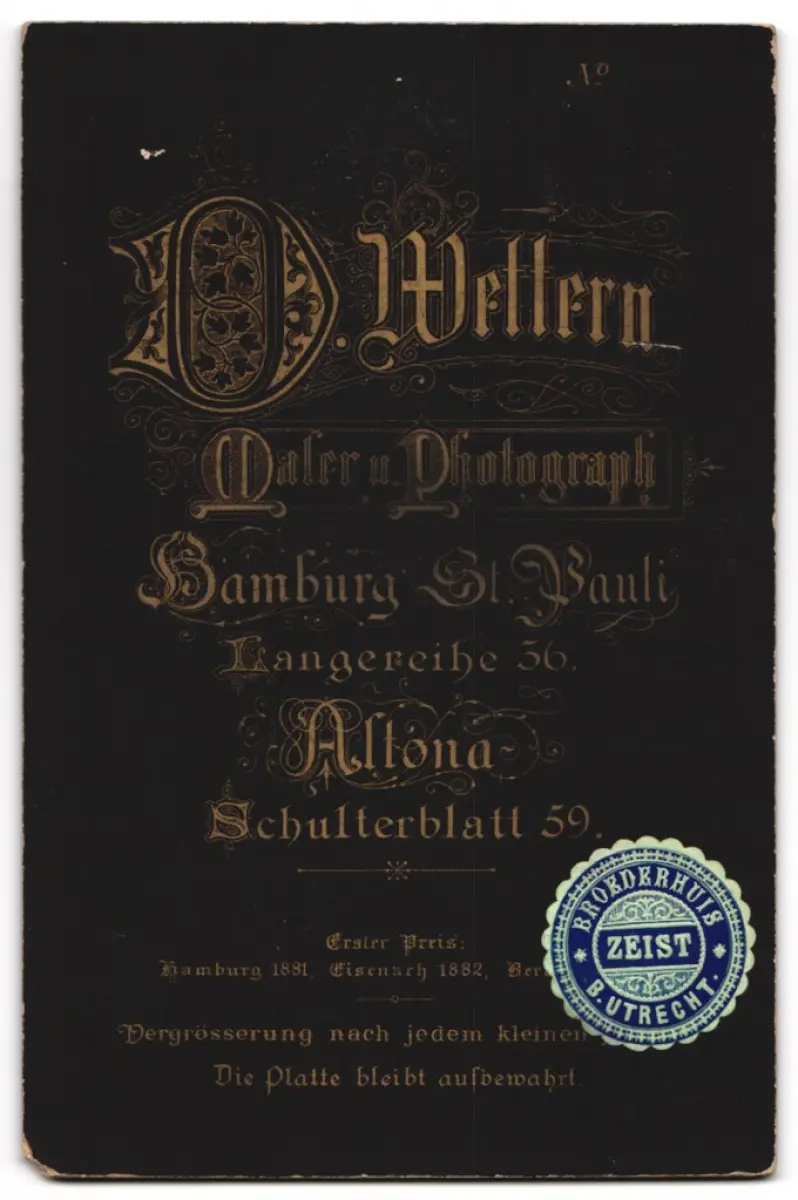 No
D. Wettern
Maler u. Photograph
Hamburg St. Pauli
Langereihe 36.
Altona
Schulterblatt 59.
Erster Preis:
Hamburg 1881, Eisenach 1882,
Vergrösserung nach jedem kleinen
Die Platte bleibt aufbewahrt.
BROEDERHUIS
ZEIST
B. UTRECHT.